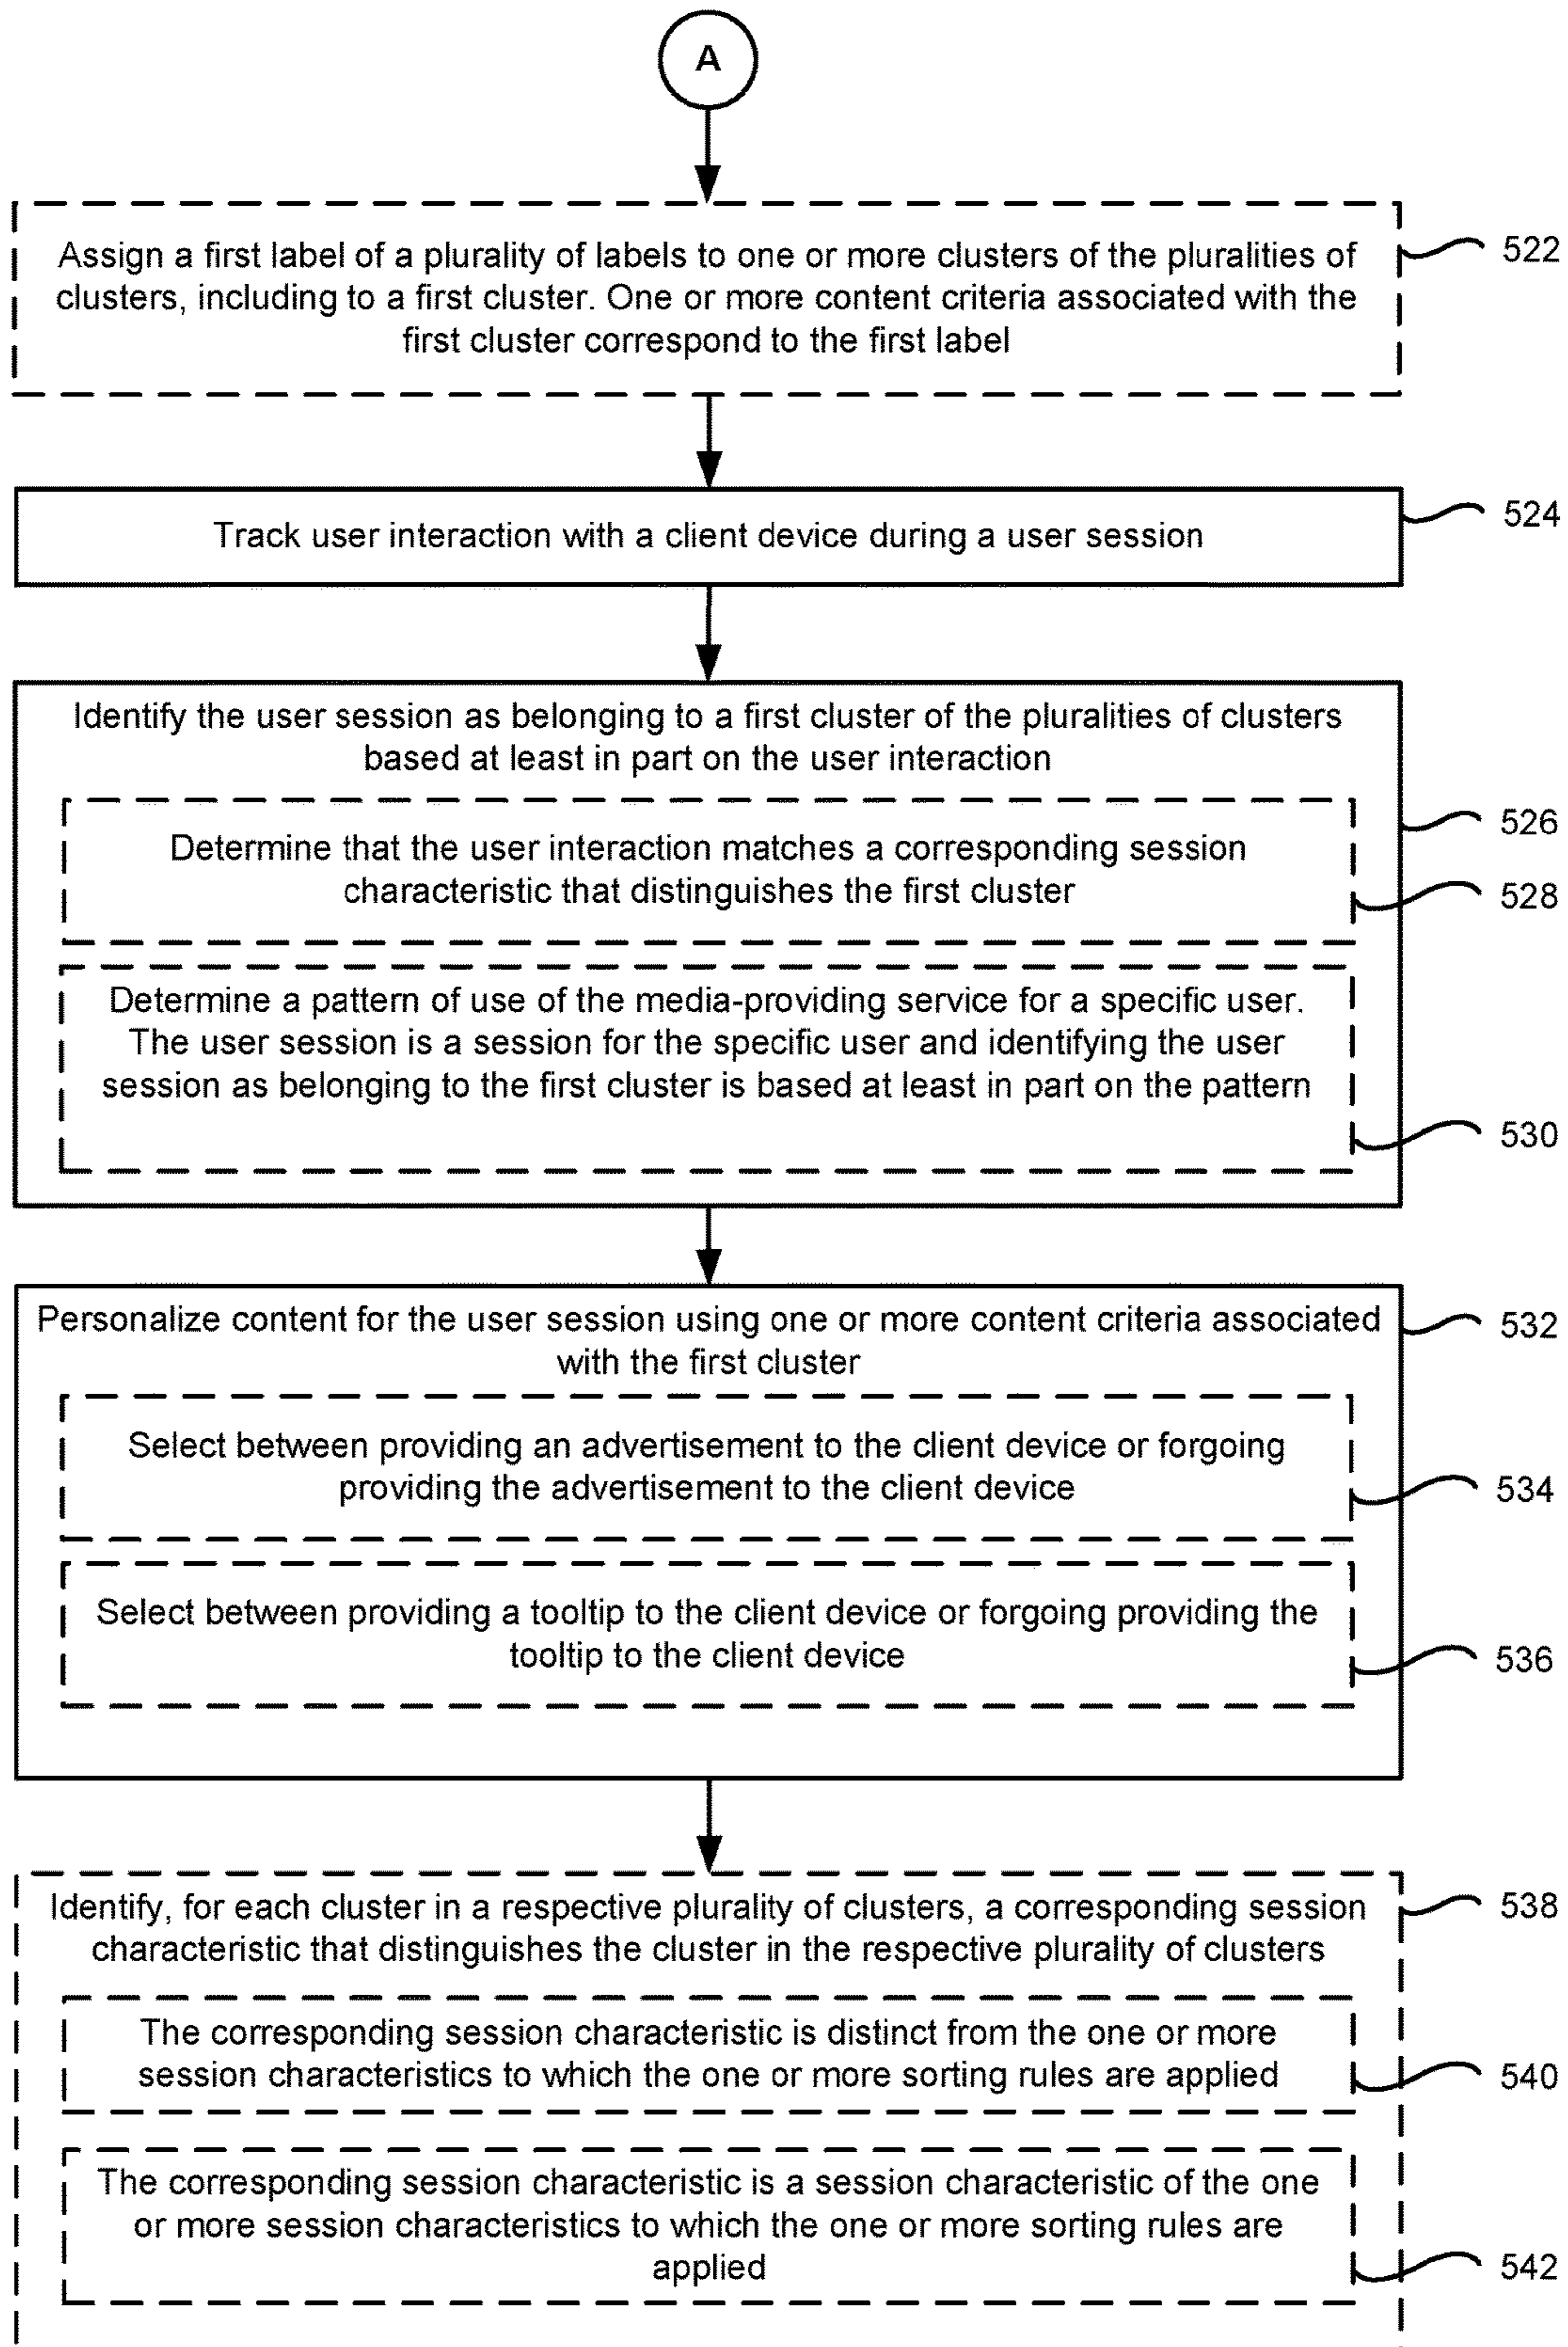 A
Assign a first label of a plurality of labels to one or more clusters of the pluralities of
clusters, including to a first cluster. One or more content criteria associated with the
first cluster correspond to the first label
522
Track user interaction with a client device during a user session
524
Identify the user session as belonging to a first cluster of the pluralities of clusters
based at least in part on the user interaction
526
Determine that the user interaction matches a corresponding session
characteristic that distinguishes the first cluster
528
Determine a pattern of use of the media-providing service for a specific user.
The user session is a session for the specific user and identifying the user
session as belonging to the first cluster is based at least in part on the pattern
530
Personalize content for the user session using one or more content criteria associated
with the first cluster
532
Select between providing an advertisement to the client device or forgoing
providing the advertisement to the client device
534
Select between providing a tooltip to the client device or forgoing providing the
tooltip to the client device
536
Identify, for each cluster in a respective plurality of clusters, a corresponding session
characteristic that distinguishes the cluster in the respective plurality of clusters
538
The corresponding session characteristic is distinct from the one or more
session characteristics to which the one or more sorting rules are applied
540
The corresponding session characteristic is a session characteristic of the one
or more session characteristics to which the one or more sorting rules are
applied
542